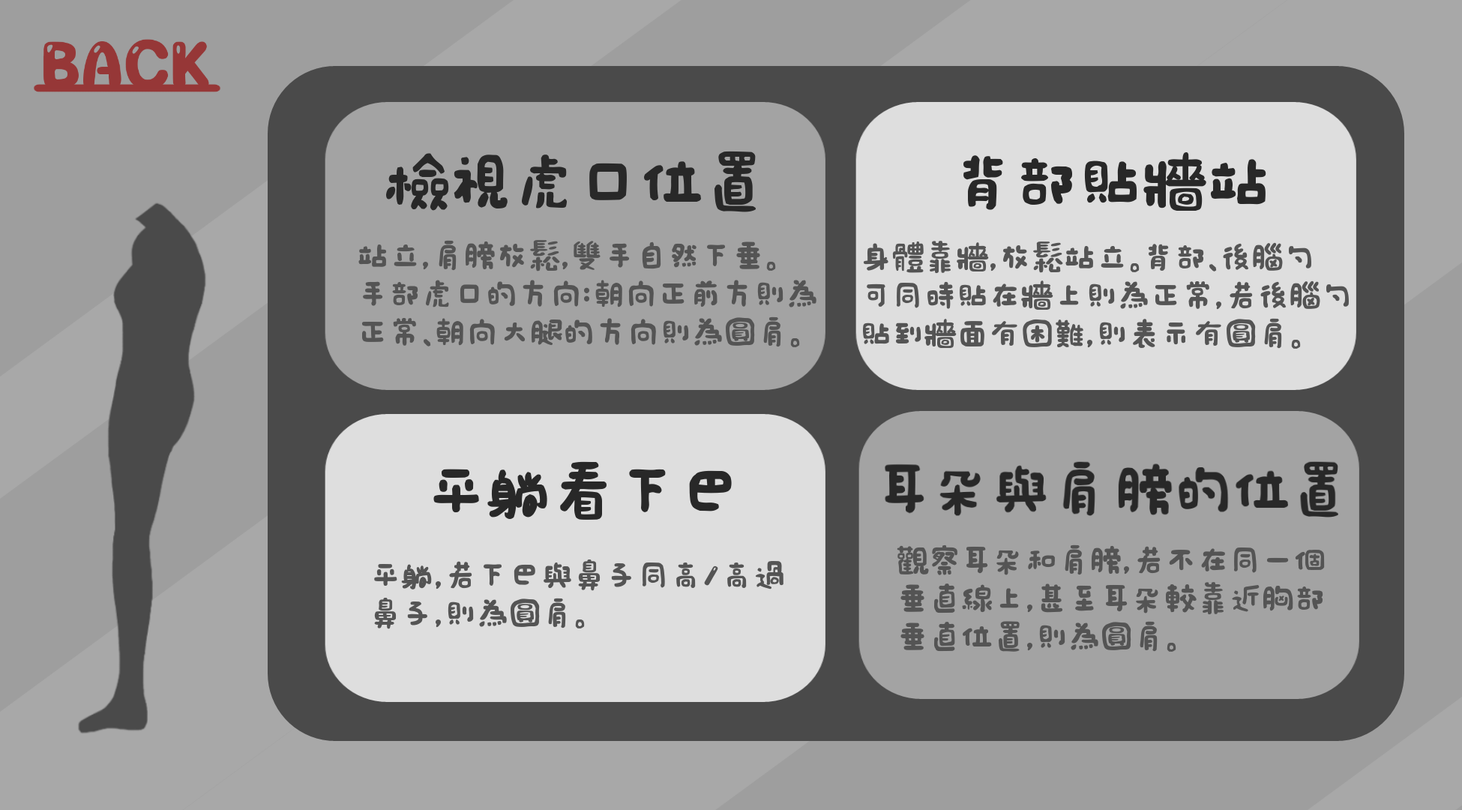 BACK
檢視虎口位置
站立,肩膀放鬆,雙手自然下垂。
手部虎口的方向:朝向正前方則為
正常、朝向大腿的方向則為圓肩。
背部貼牆站
身體靠牆,放鬆站立。背部、後腦勺
可同時貼在牆上則為正常,若後腦勺
貼到牆面有困難,則表示有圓肩。
平躺看下巴
平躺,若下巴與鼻子同高/高過
鼻子,則為圓肩。
耳朵與肩膀的位置
觀察耳朵和肩膀,若不在同一個
垂直線上,甚至耳朵較靠近胸部
垂直位置,則為圓肩。